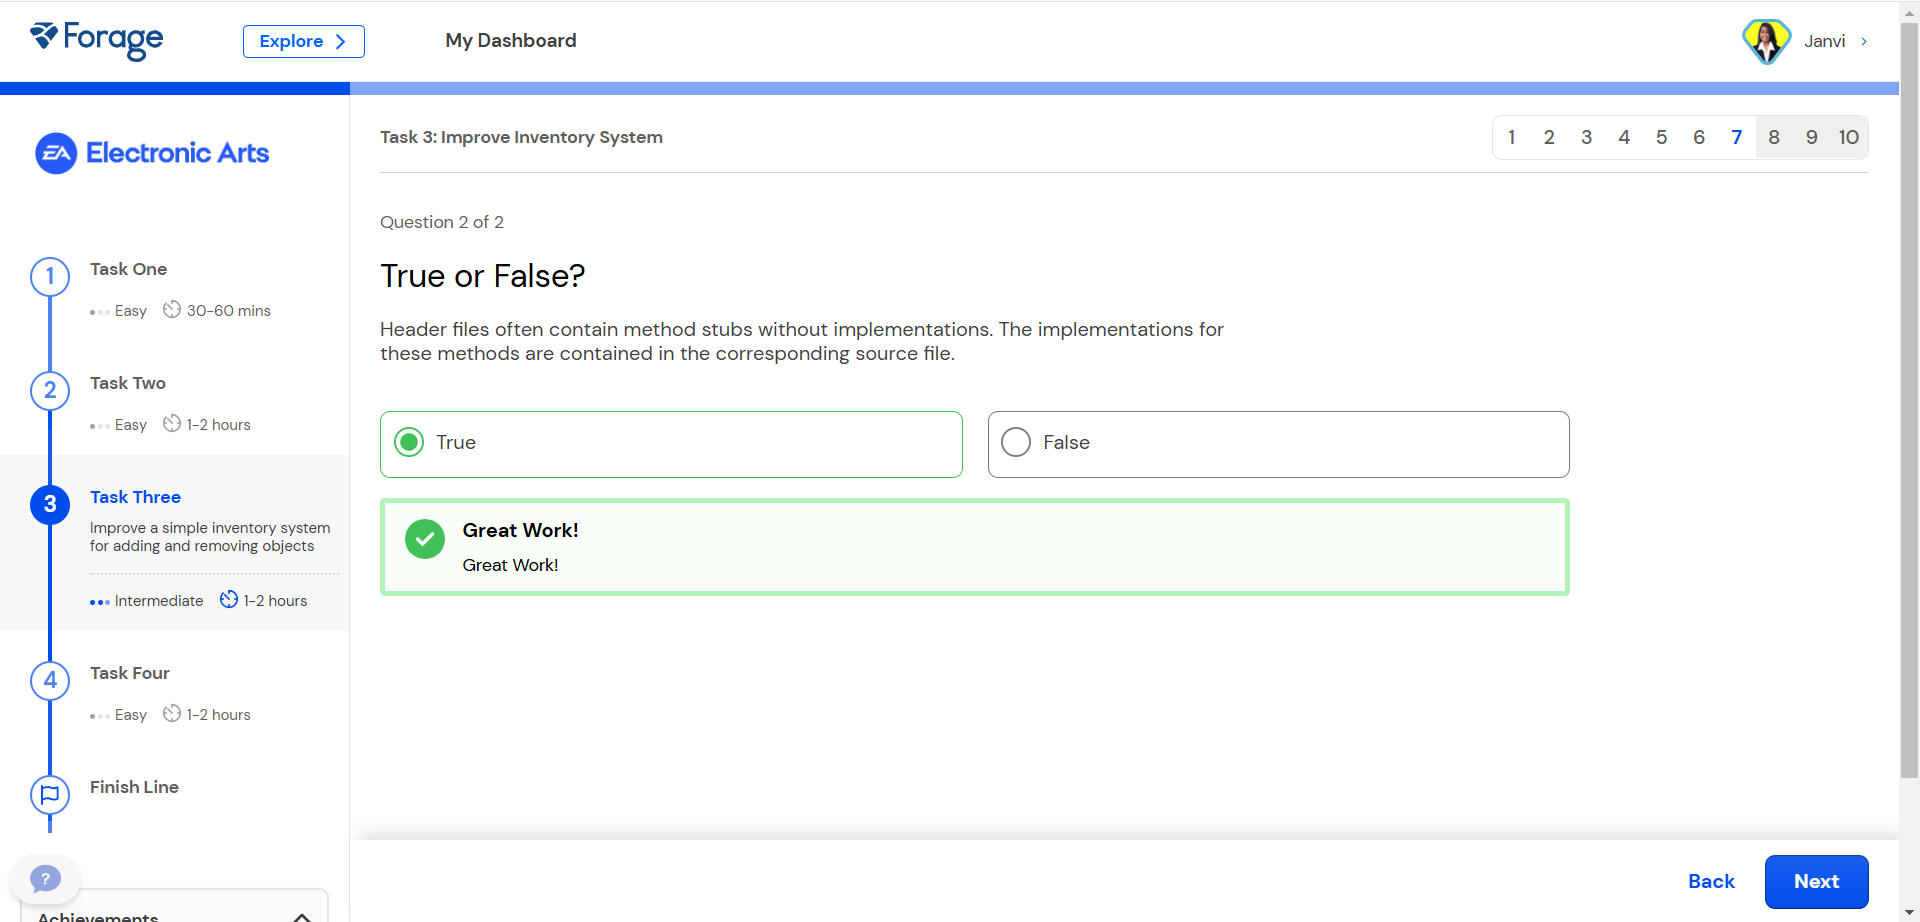 Forage
Explore
My Dashboard
Janvi
EA Electronic Arts
Task 3: Improve Inventory System
1 2 3 4 5 6 7 8 9 10
Question 2 of 2
True or False?
Header files often contain method stubs without implementations. The implementations for
these methods are contained in the corresponding source file.
True
False
Great Work!
Great Work!
1
Task One
Easy 30-60 mins
2
Task Two
Easy 1-2 hours
3
Task Three
Improve a simple inventory system
for adding and removing objects
Intermediate 1-2 hours
4
Task Four
Easy 1-2 hours
Finish Line
?
Achievements
Back
Next